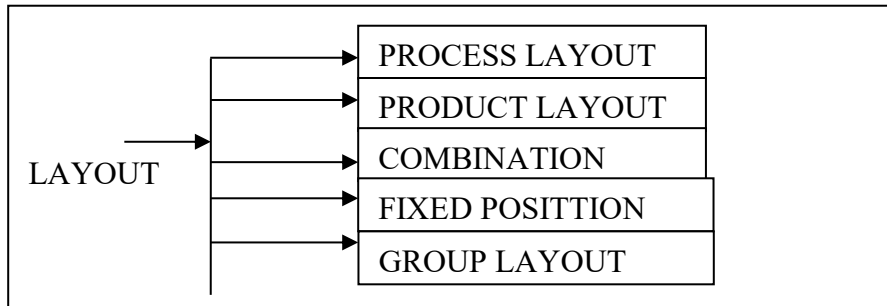 PROCESS LAYOUT
PRODUCT LAYOUT
COMBINATION
LAYOUT
FIXED POSITTION
GROUP LAYOUT